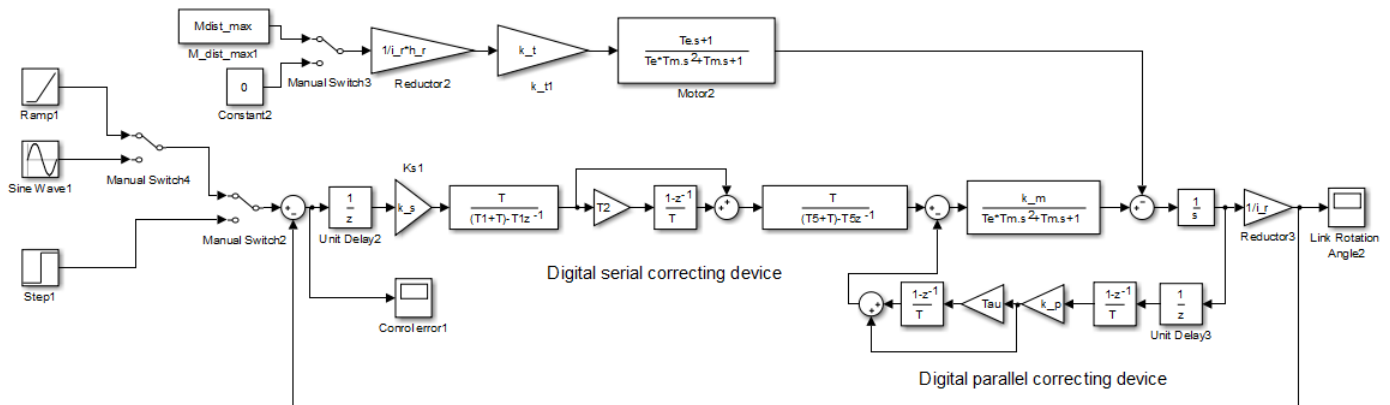 Mdist_max
M_dist_max1
0
Constant2
Manual Switch3
1/i_r*h_r
Reductor2
k_t
k_t1
Te.s+1
Te*Tm.s2+Tm.s+1
Motor2
Ramp1
Sine Wave1
Manual Switch4
Manual Switch2
Step1
+
-
1
z
Unit Delay2
Ks1
k_s
T
(T1+T)-T1z -1
T2
1-z-1
T
+
+
T
(T5+T)-T5z -1
+
-
k_m
Te*Tm.s2+Tm.s+1
-
+
1
s
1/i_r
Reductor3
Link Rotation
Angle2
Digital serial correcting device
Conrol error1
+
+
1-z-1
T
Tau
k_p
1-z-1
T
1
z
Unit Delay3
Digital parallel correcting device